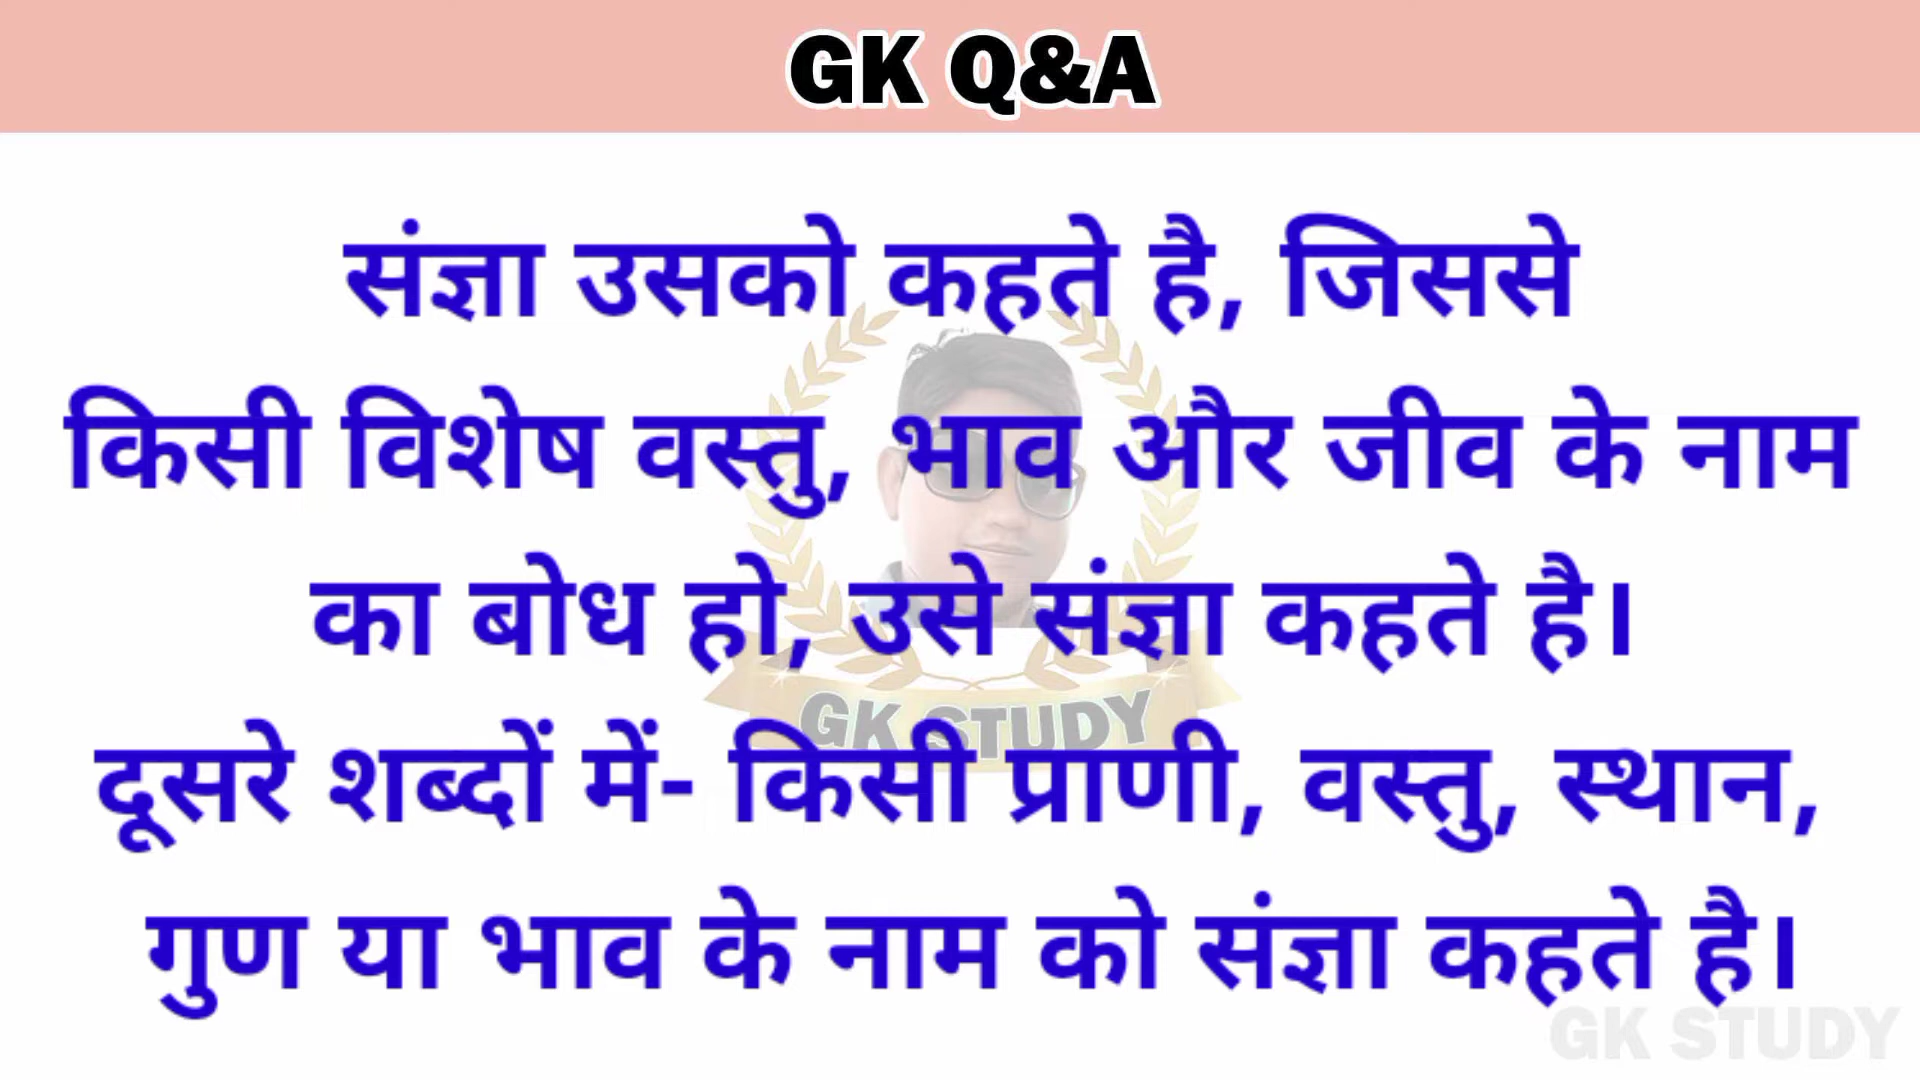 GK Q&A
संज्ञा उसको कहते है, जिससे
किसी विशेष वस्तु, भाव और जीव के नाम
का बोध हो, उसे संज्ञा कहते है।
GK STUDY
दूसरे शब्दों में- किसी प्राणी, वस्तु, स्थान,
गुण या भाव के नाम को संज्ञा कहते है।
GK STUDY